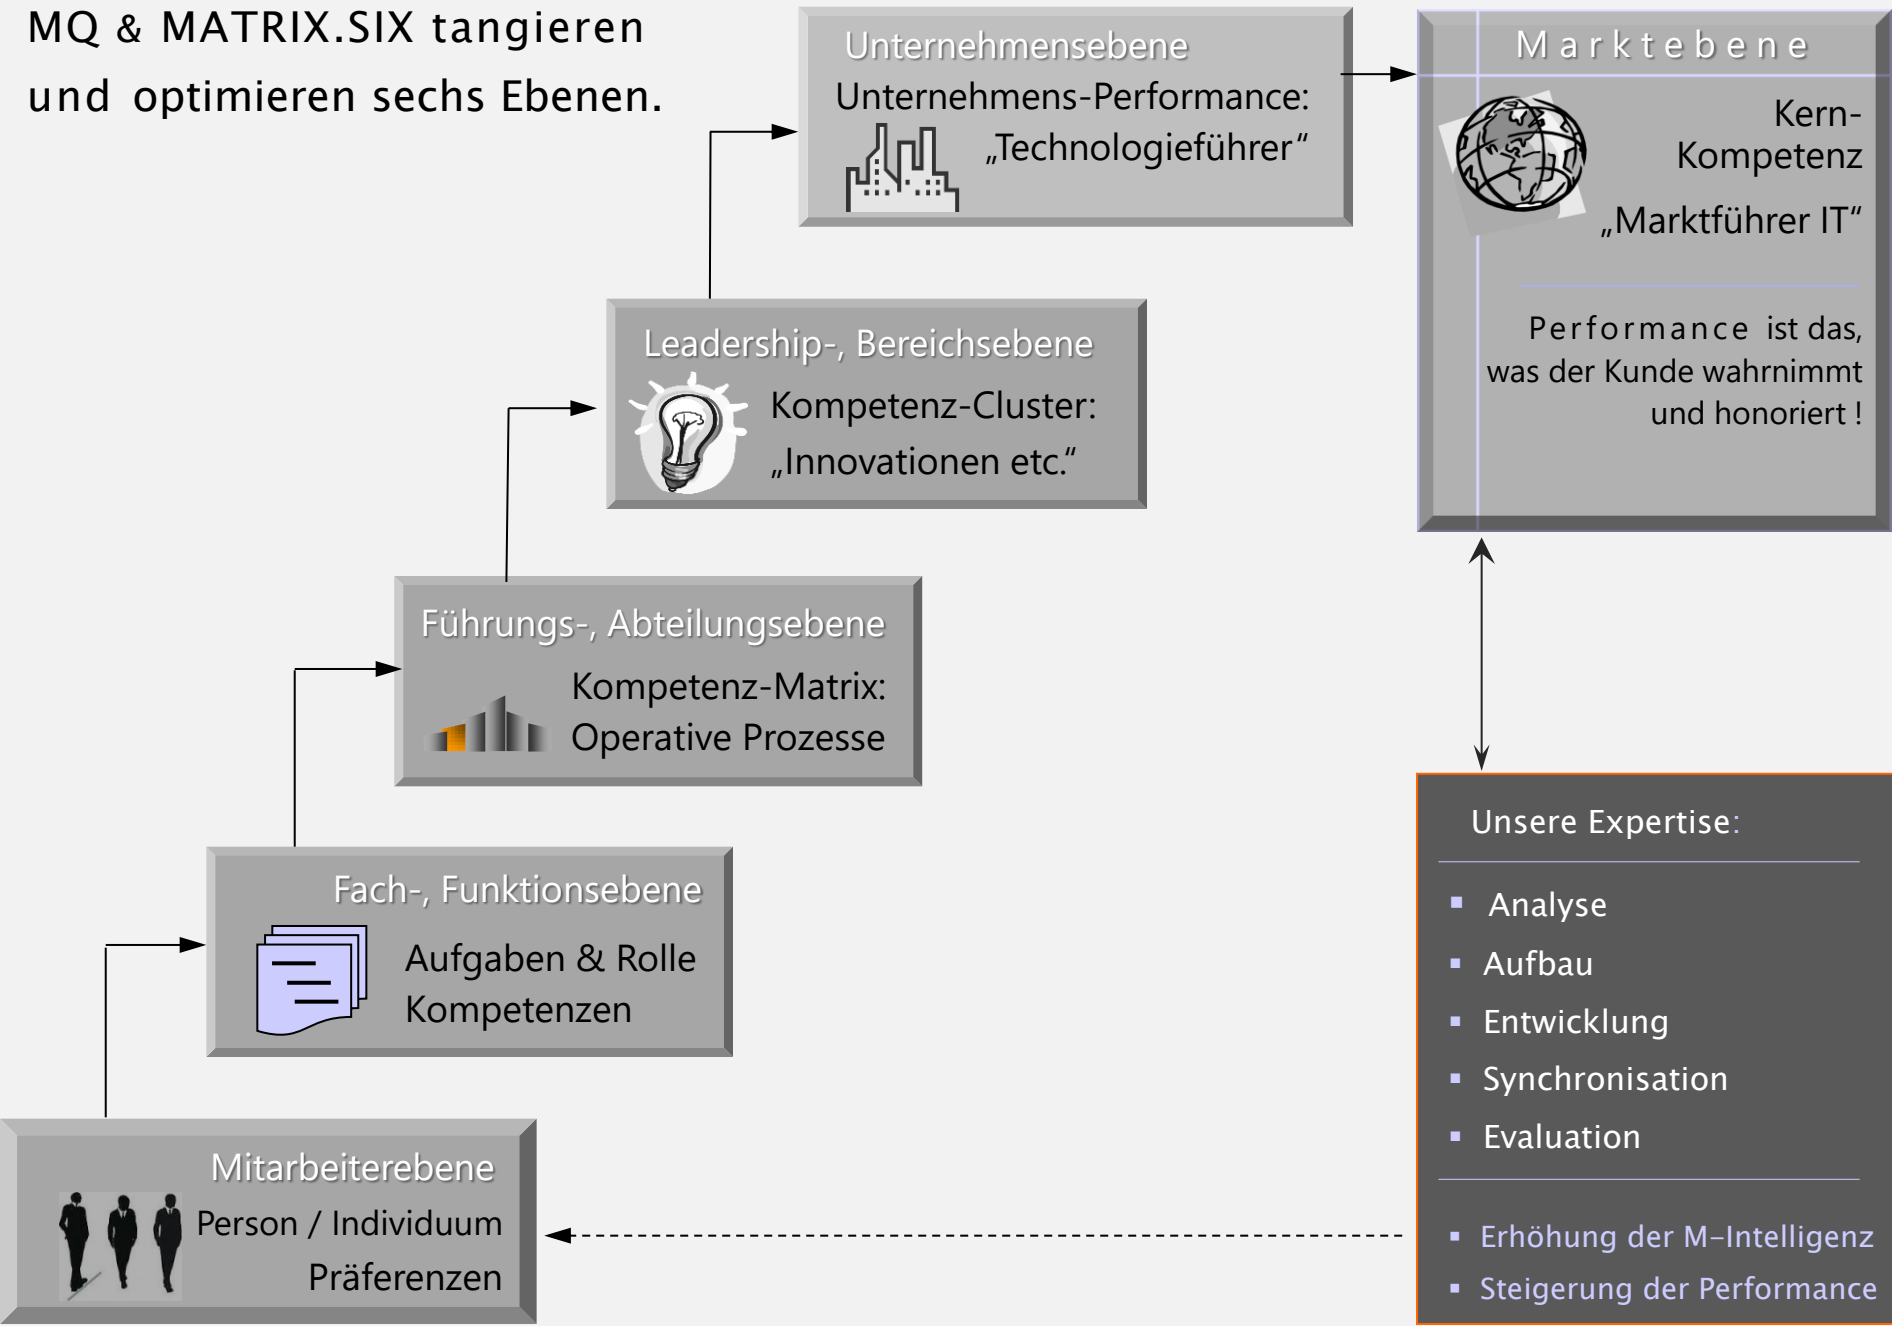 MQ & MATRIX.SIX tangieren
und optimieren sechs Ebenen.
Unternehmensebene
Unternehmens-Performance:
„Technologieführer“
Marktebene
Kern-
Kompetenz
„Marktführer IT“
Performance ist das,
was der Kunde wahrnimmt
und honoriert !
Leadership-, Bereichsebene
Kompetenz-Cluster:
„Innovationen etc.“
Führungs-, Abteilungsebene
Kompetenz-Matrix:
Operative Prozesse
Fach-, Funktionsebene
Aufgaben & Rolle
Kompetenzen
Mitarbeiterebene
Person / Individuum
Präferenzen
Unsere Expertise:
▪ Analyse
▪ Aufbau
▪ Entwicklung
▪ Synchronisation
▪ Evaluation
▪ Erhöhung der M–Intelligenz
▪ Steigerung der Performance